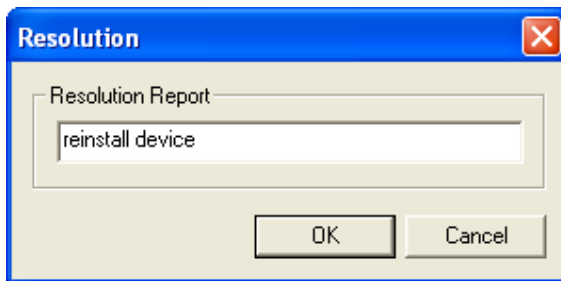 Resolution
Resolution Report
reinstall device
OK
Cancel